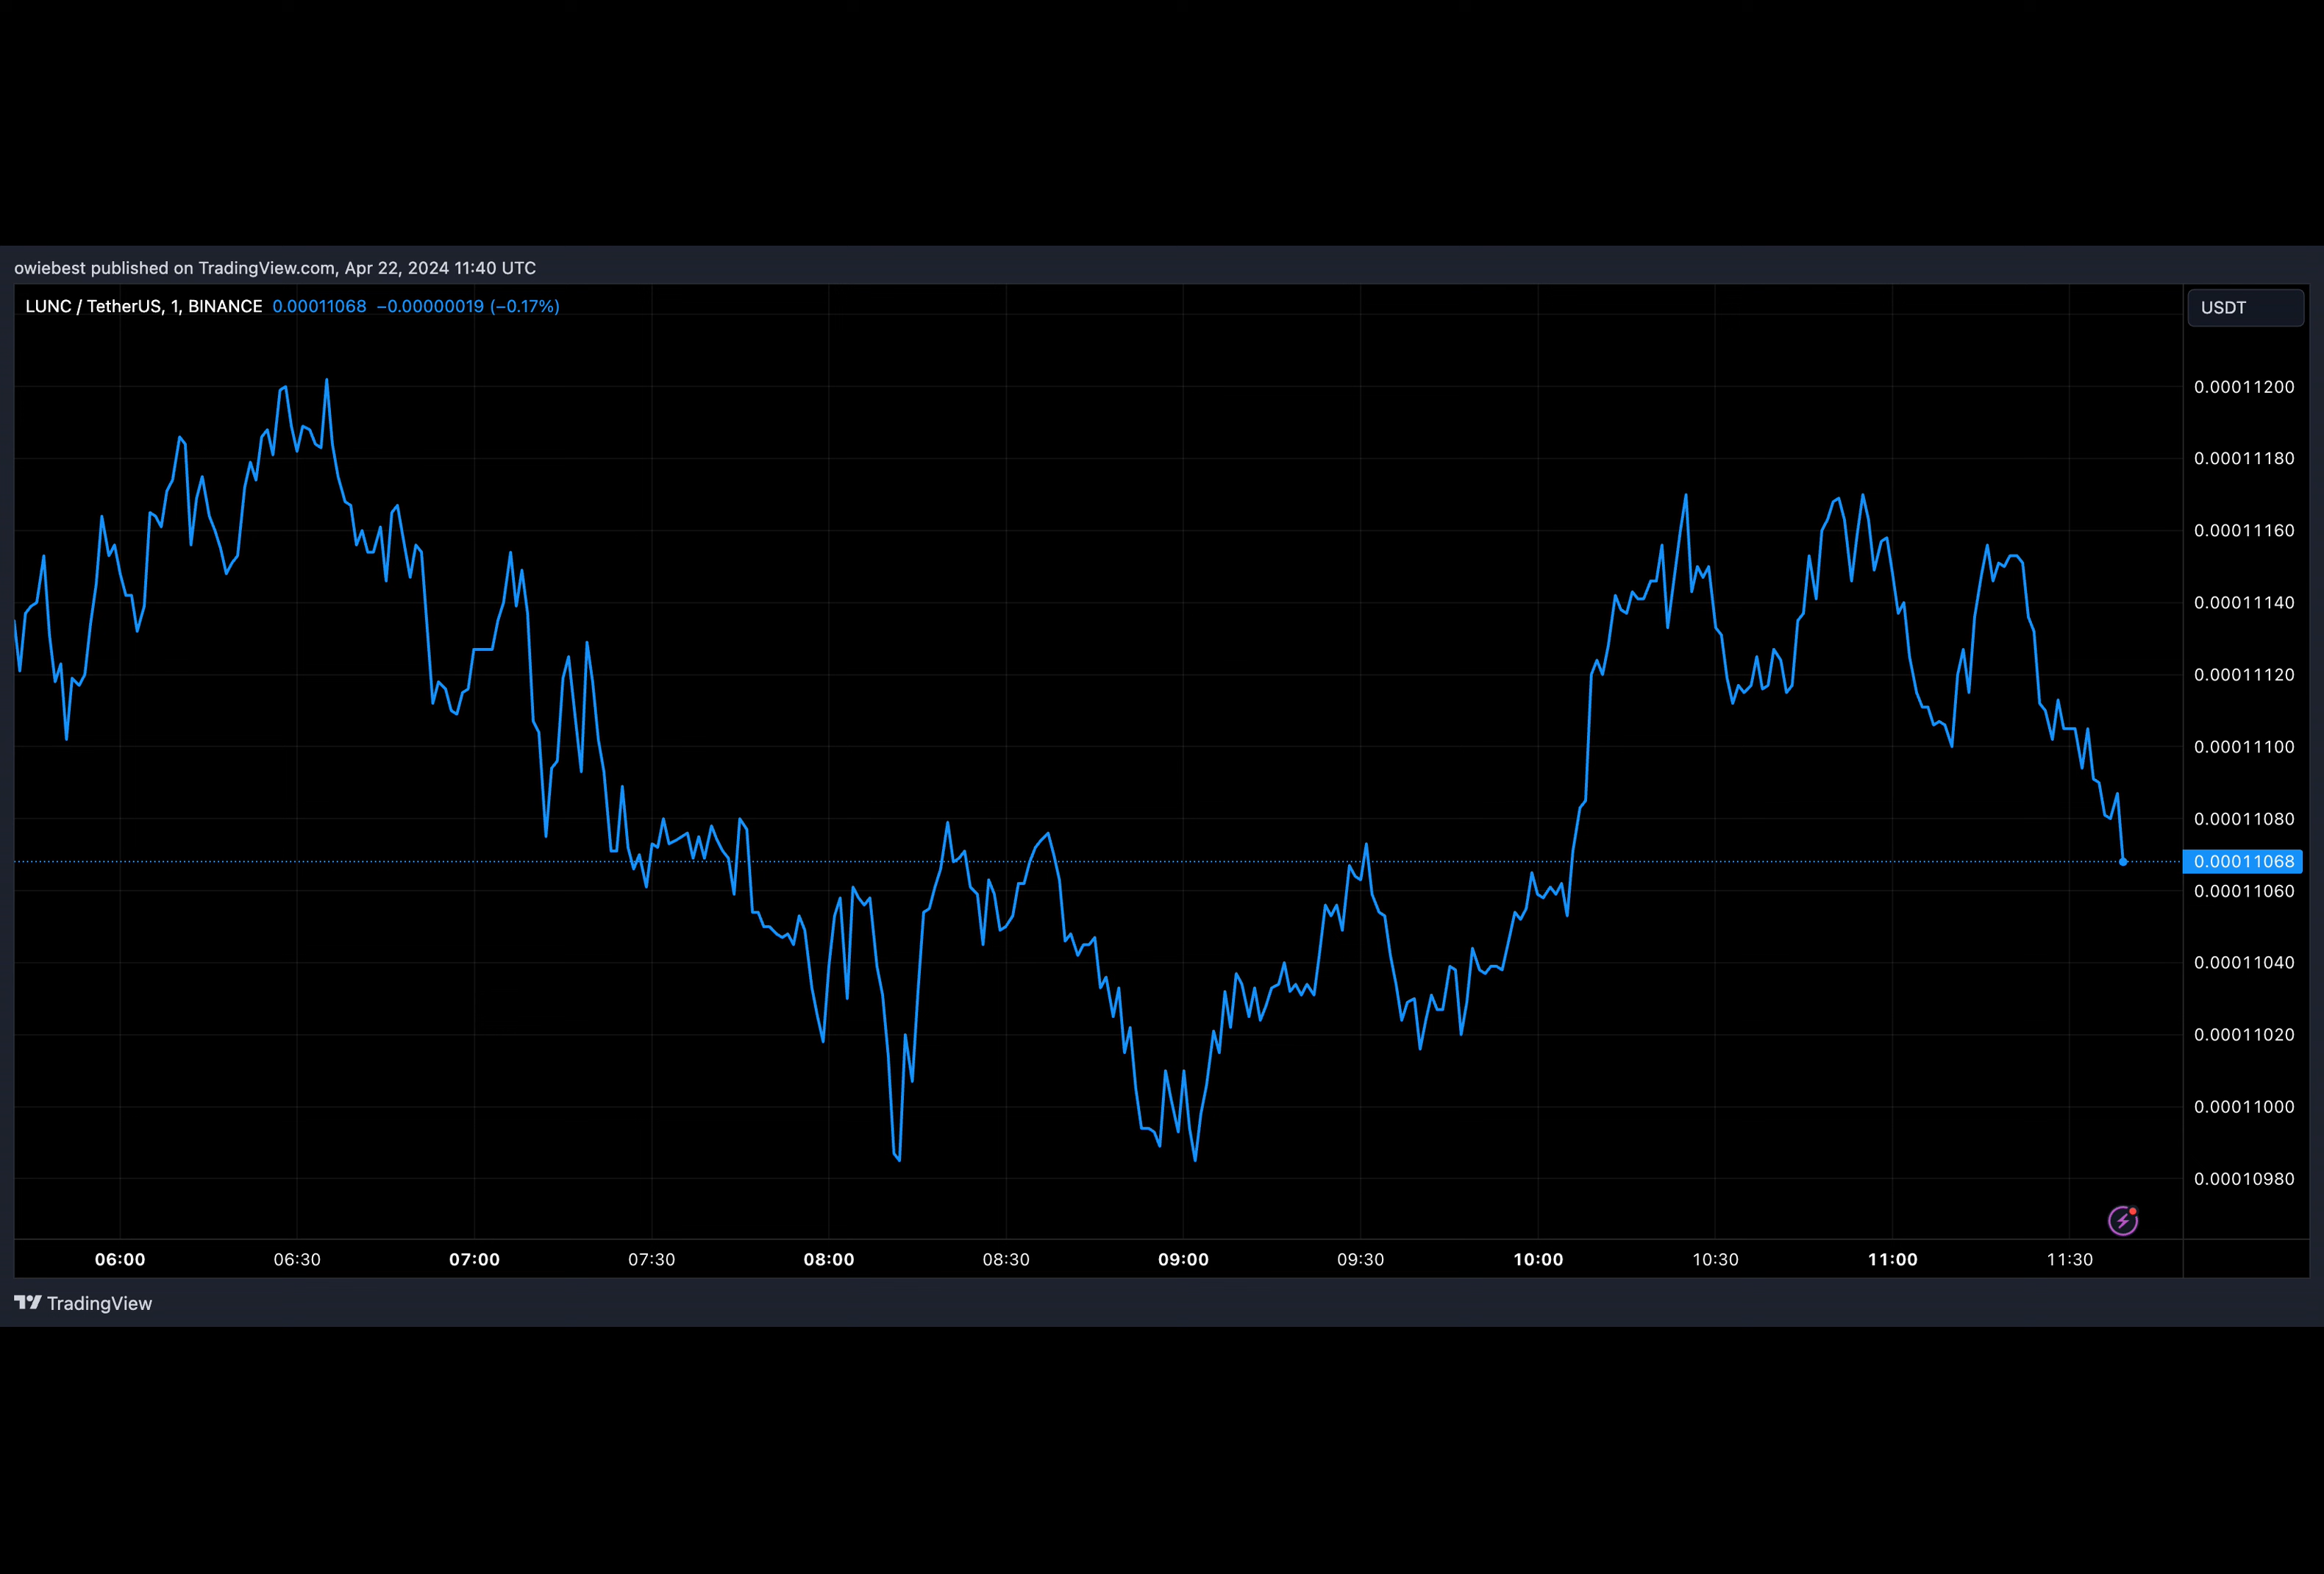 owiebest published on TradingView.com, Apr 22, 2024 11:40 UTC
LUNC / TetherUS, 1, BINANCE 0.00011068 −0.00000019 (−0.17%)
USDT
0.00011200
0.00011180
0.00011160
0.00011140
0.00011120
0.00011100
0.00011080
0.00011068
0.00011060
0.00011040
0.00011020
0.00011000
0.00010980
06:00 06:30 07:00 07:30 08:00 08:30 09:00 09:30 10:00 10:30 11:00 11:30
TradingView